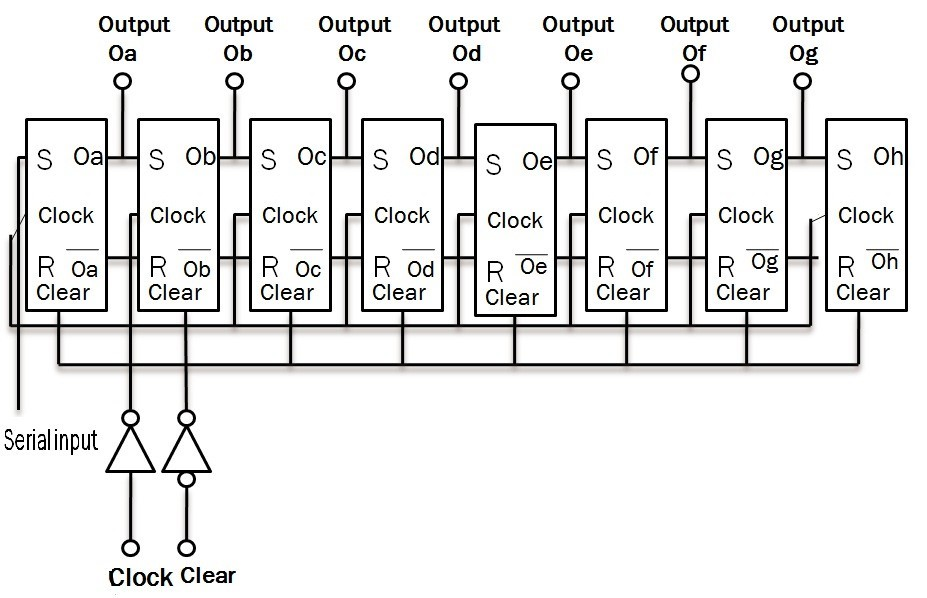 Output Output Output Output Output Output Output
Oa Ob Oc Od Oe Of Og
S Oa S Ob S Oc S Od S Oe S Of S Og S Oh
Clock Clock Clock Clock Clock Clock Clock Clock
R Oa R Ob R Oc R Od R Oe R Of R Og R Oh
Clear Clear Clear Clear Clear Clear Clear Clear
Serial input
Clock Clear